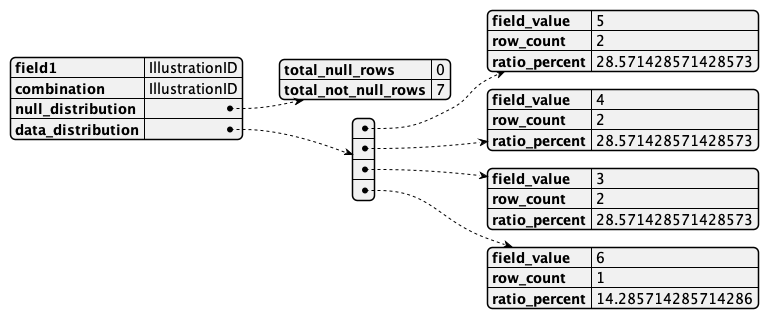 field1 IllustrationID
combination IllustrationID
null_distribution
data_distribution
total_null_rows 0
total_not_null_rows 7
field_value 5
row_count 2
ratio_percent 28.571428571428573
field_value 4
row_count 2
ratio_percent 28.571428571428573
field_value 3
row_count 2
ratio_percent 28.571428571428573
field_value 6
row_count 1
ratio_percent 14.285714285714286